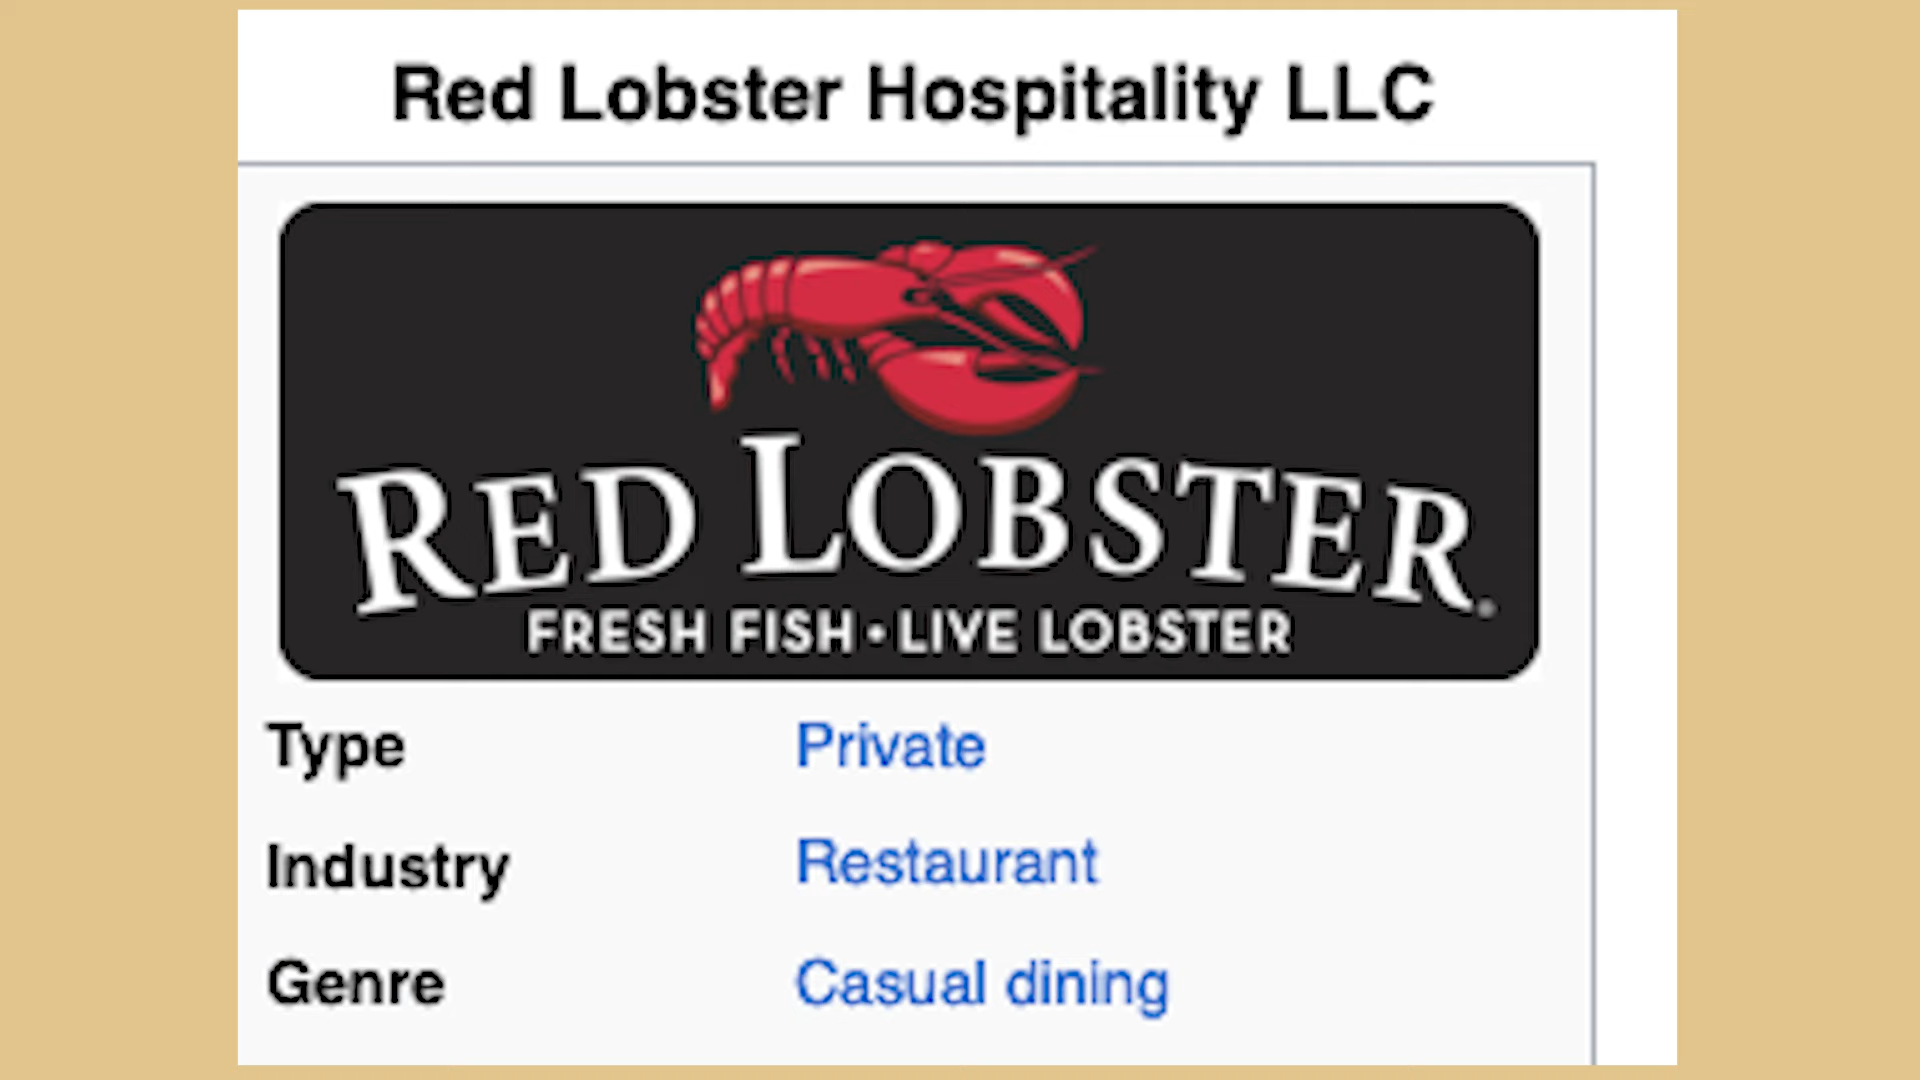 Red Lobster Hospitality LLC
RED LOBSTER
FRESH FISH • LIVE LOBSTER
Type Private
Industry Restaurant
Genre Casual dining